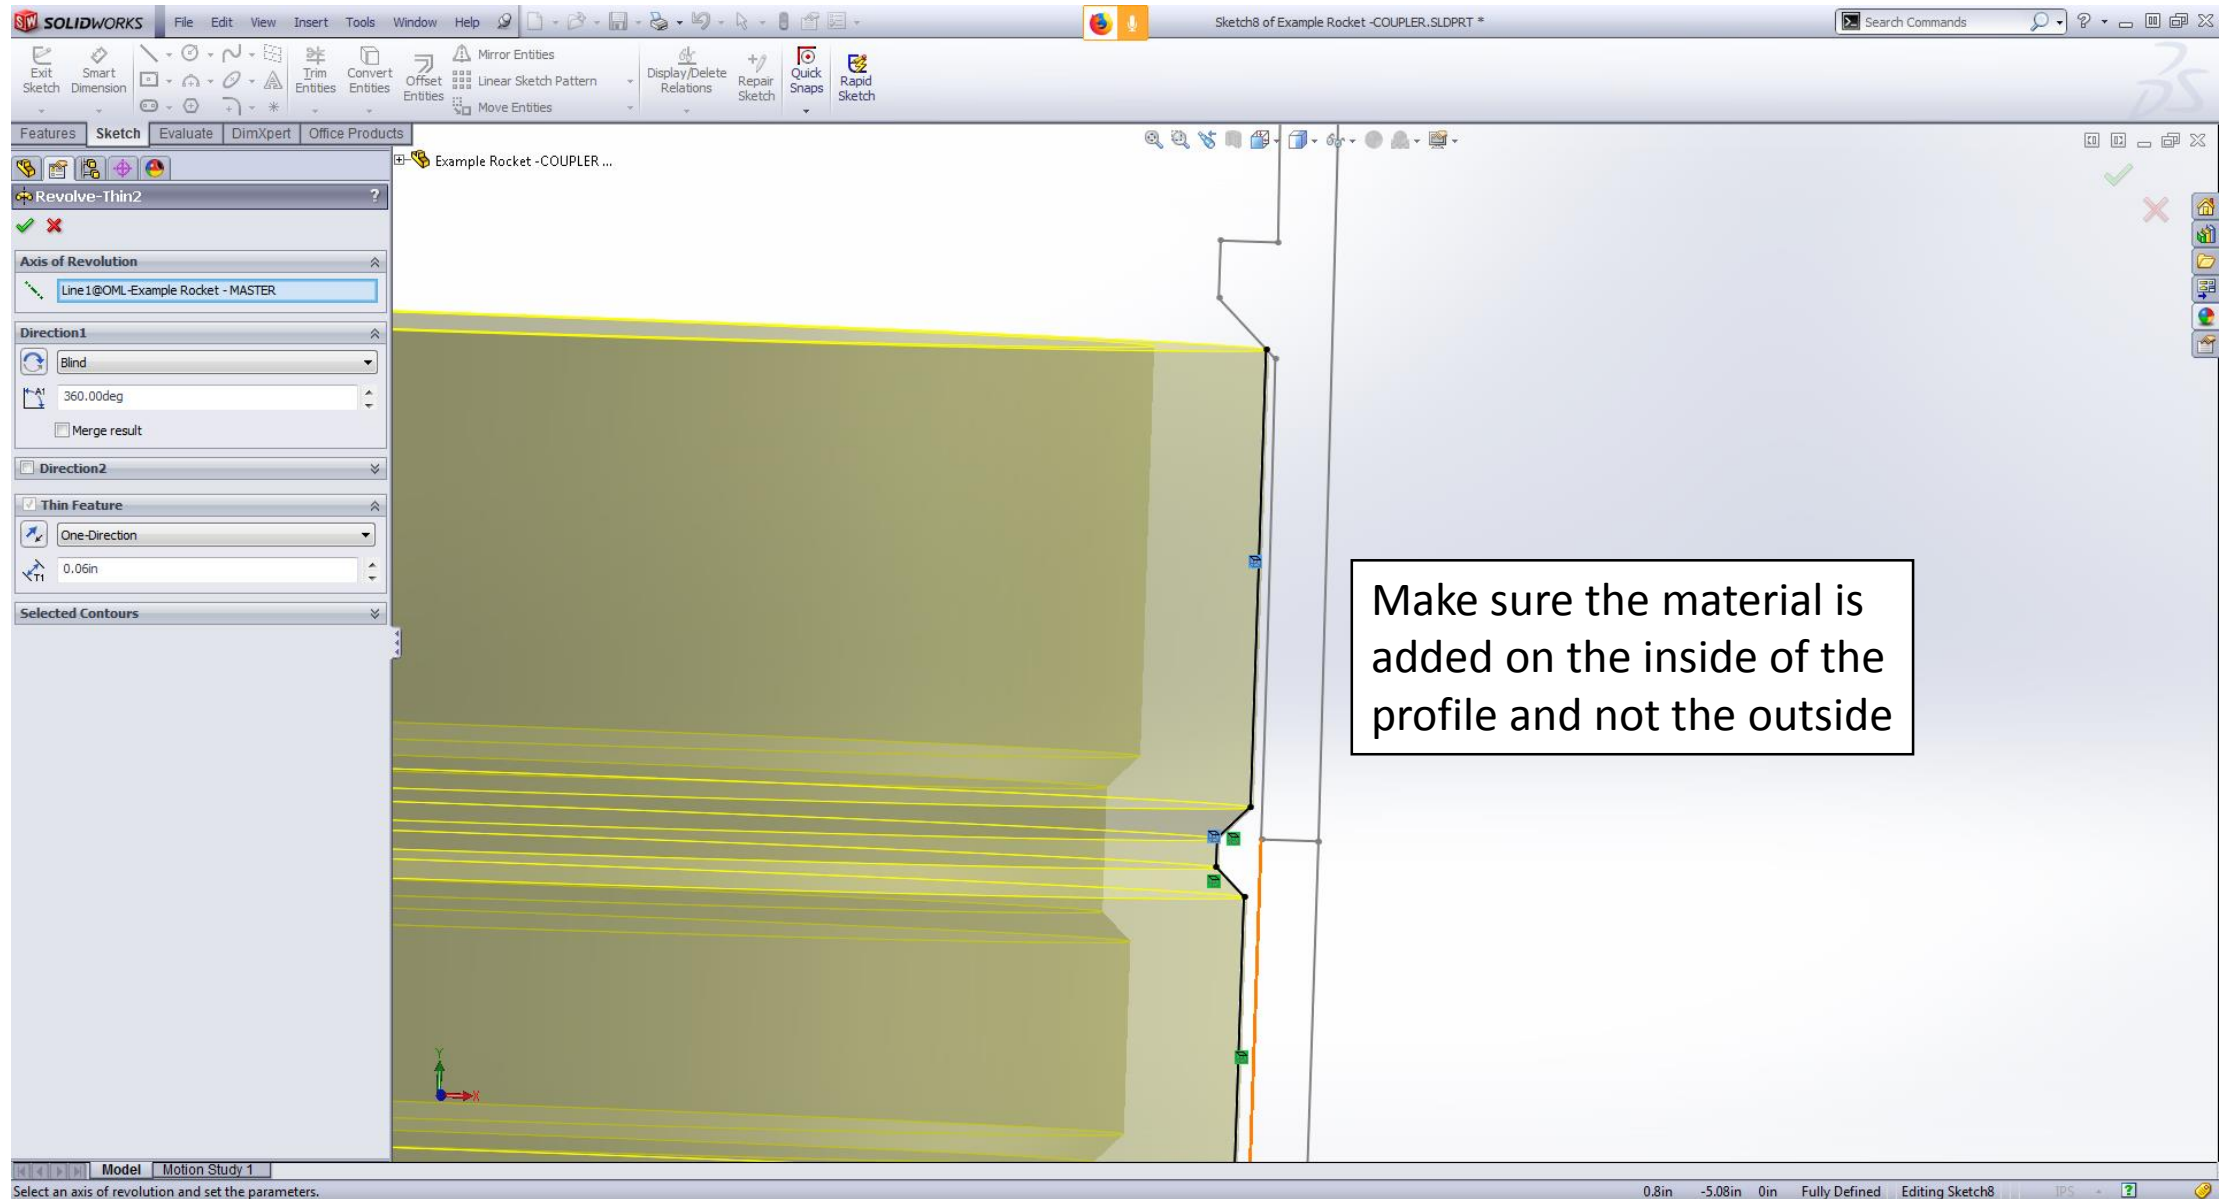 SOLIDWORKS File Edit View Insert Tools Window Help Sketch8 of Example Rocket -COUPLER.SLDPRT * Search Commands ?
Exit Sketch Smart Dimension Trim Entities Convert Entities Offset Entities Mirror Entities Linear Sketch Pattern Move Entities Display/Delete Relations Repair Sketch Quick Snaps Rapid Sketch
Features Sketch Evaluate DimXpert Office Products
Example Rocket -COUPLER ...
Revolve-Thin2 ?
Axis of Revolution
Line1@OML-Example Rocket - MASTER
Direction1
Blind
A1 360.00deg
Merge result
Direction2
Thin Feature
One-Direction
T1 0.06in
Selected Contours
Make sure the material is
added on the inside of the
profile and not the outside
Y
X
Model Motion Study 1
Select an axis of revolution and set the parameters. 0.8in -5.08in 0in Fully Defined Editing Sketch8 IPS ?